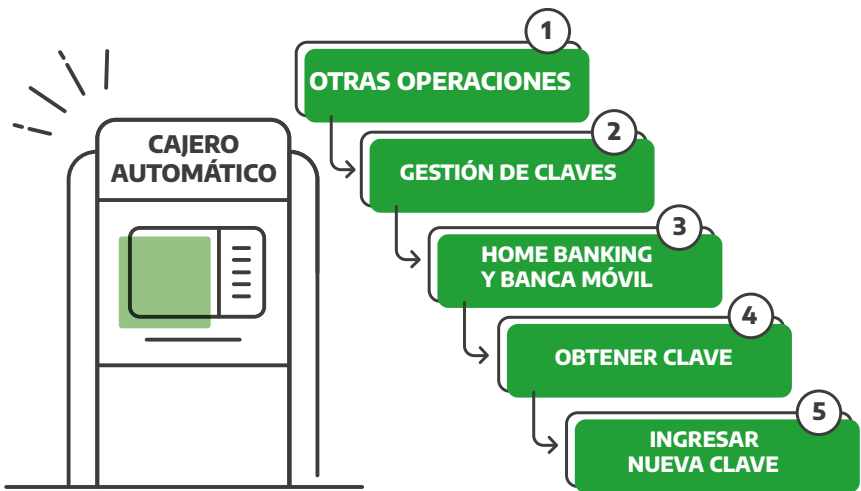 CAJERO
AUTOMÁTICO
1
OTRAS OPERACIONES
2
GESTIÓN DE CLAVES
3
HOME BANKING
Y BANCA MÓVIL
4
OBTENER CLAVE
5
INGRESAR
NUEVA CLAVE